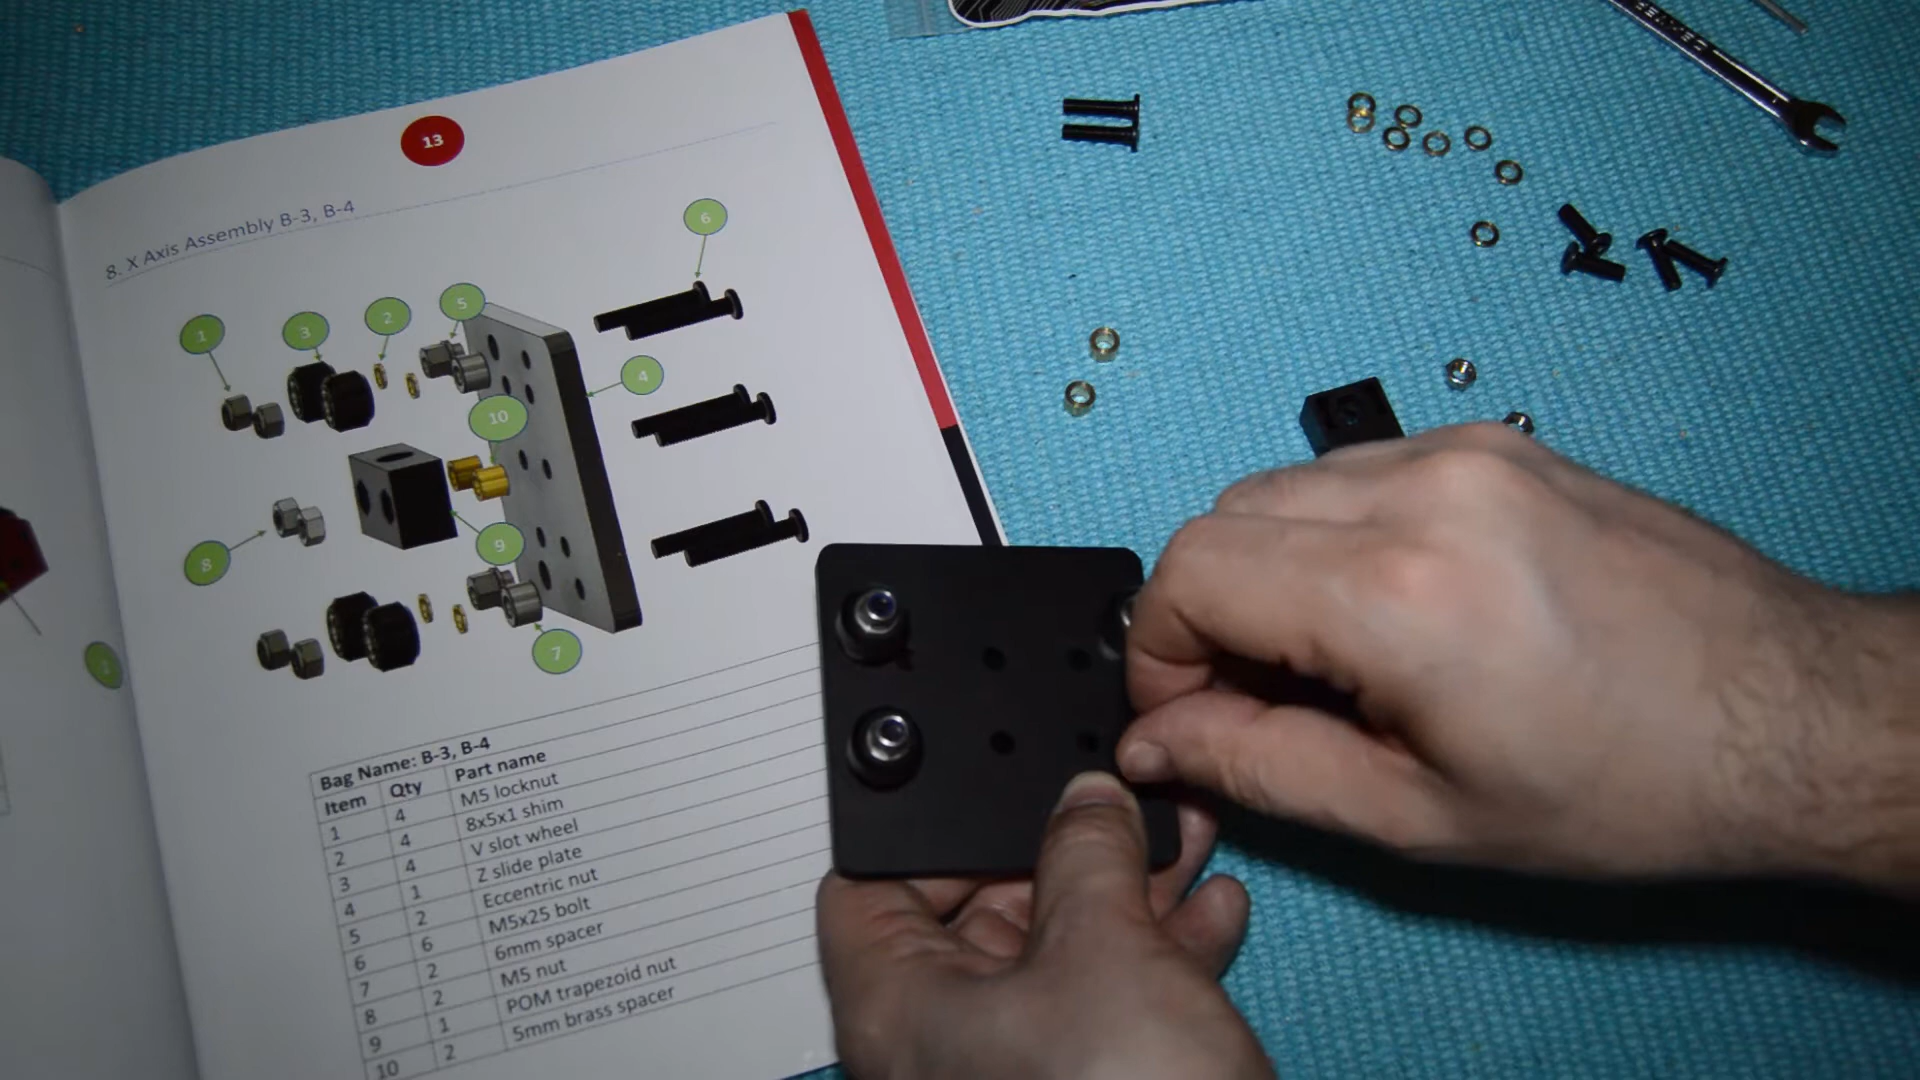 13
8. X Axis Assembly B-3, B-4
6
5
2
3
1
4
10
9
8
7
Bag Name: B-3, B-4
Item Qty Part name
1 4 M5 locknut
2 4 8x5x1 shim
3 4 V slot wheel
4 1 Z slide plate
5 2 Eccentric nut
6 6 M5x25 bolt
7 2 6mm spacer
8 2 M5 nut
9 1 POM trapezoid nut
10 2 5mm brass spacer